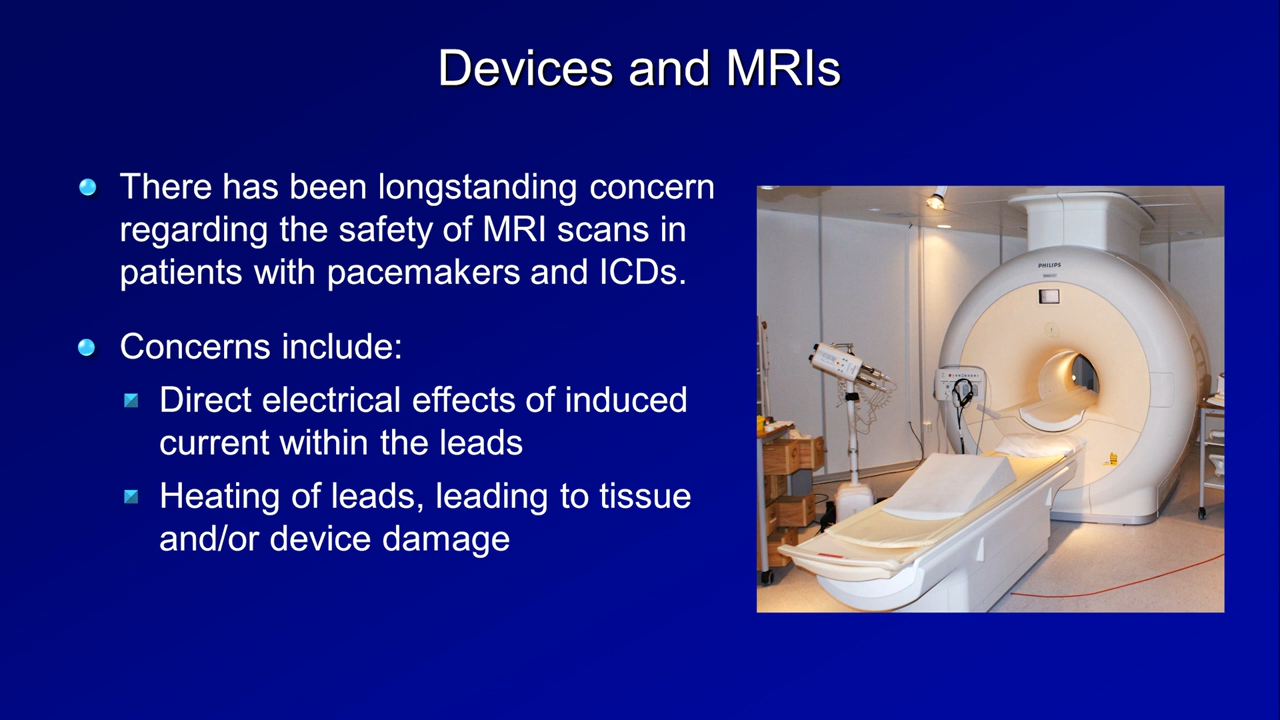 Devices and MRIs
There has been longstanding concern
regarding the safety of MRI scans in
patients with pacemakers and ICDs.
Concerns include:
Direct electrical effects of induced
current within the leads
Heating of leads, leading to tissue
and/or device damage
PHILIPS